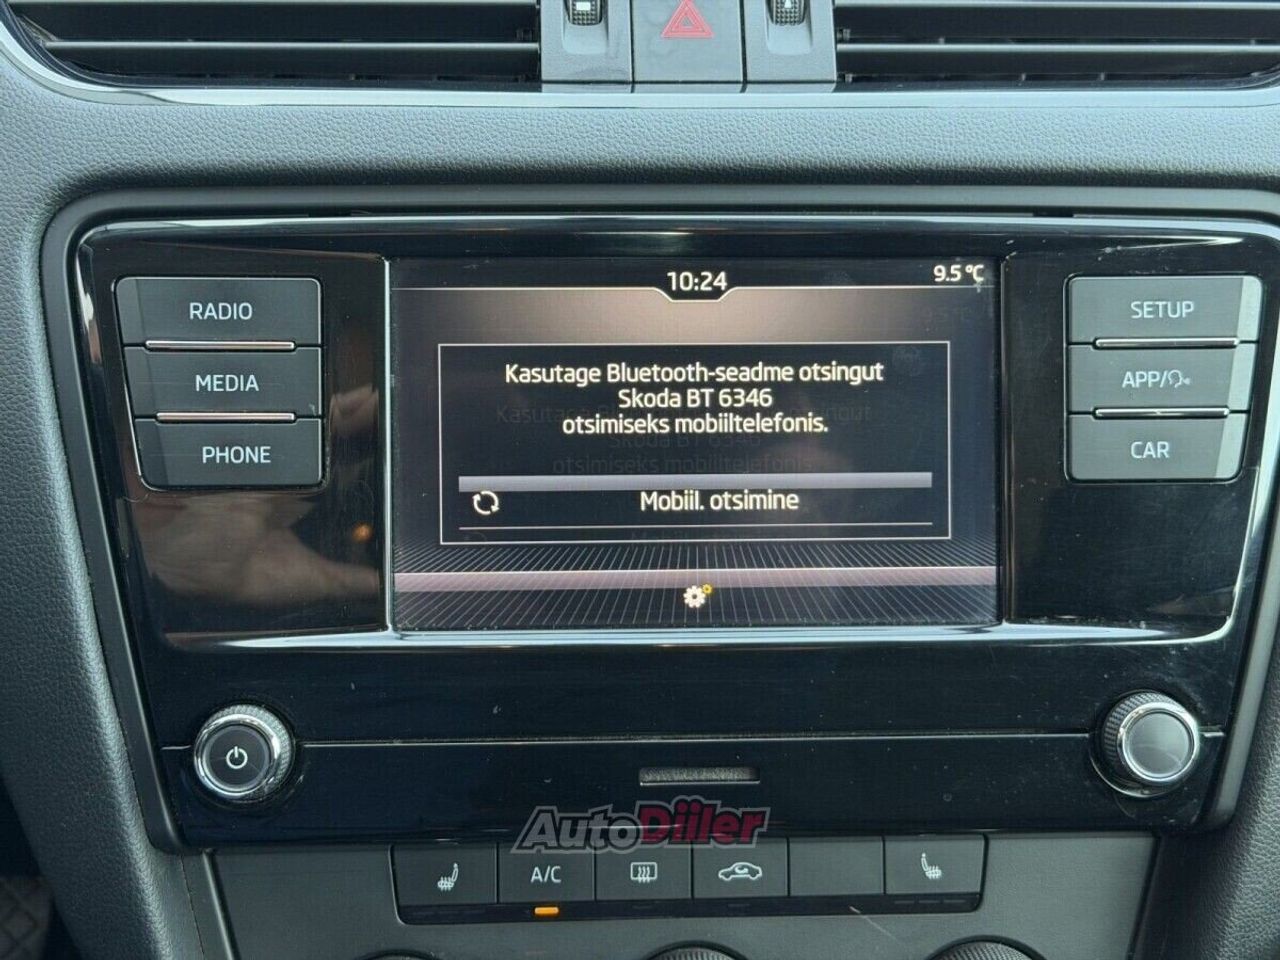 10:24
9.5 °C
RADIO
MEDIA
PHONE
Kasutage Bluetooth-seadme otsingut
Skoda BT 6346
otsimiseks mobiiltelefonis.
Mobiil. otsimine
SETUP
APP/
CAR
AutoDiiler
A/C